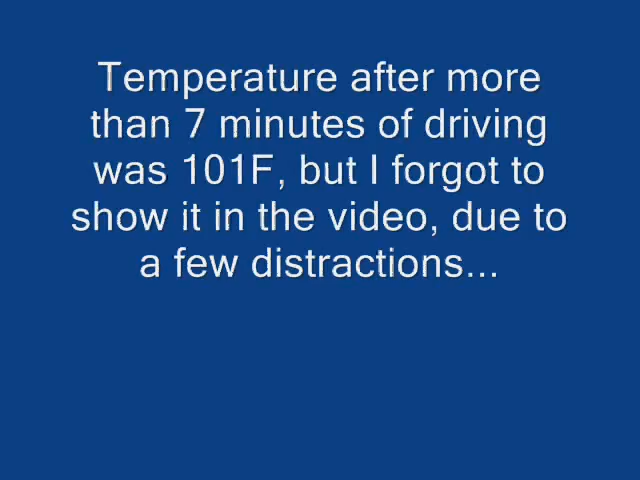 Temperature after more
than 7 minutes of driving
was 101F, but I forgot to
show it in the video, due to
a few distractions...